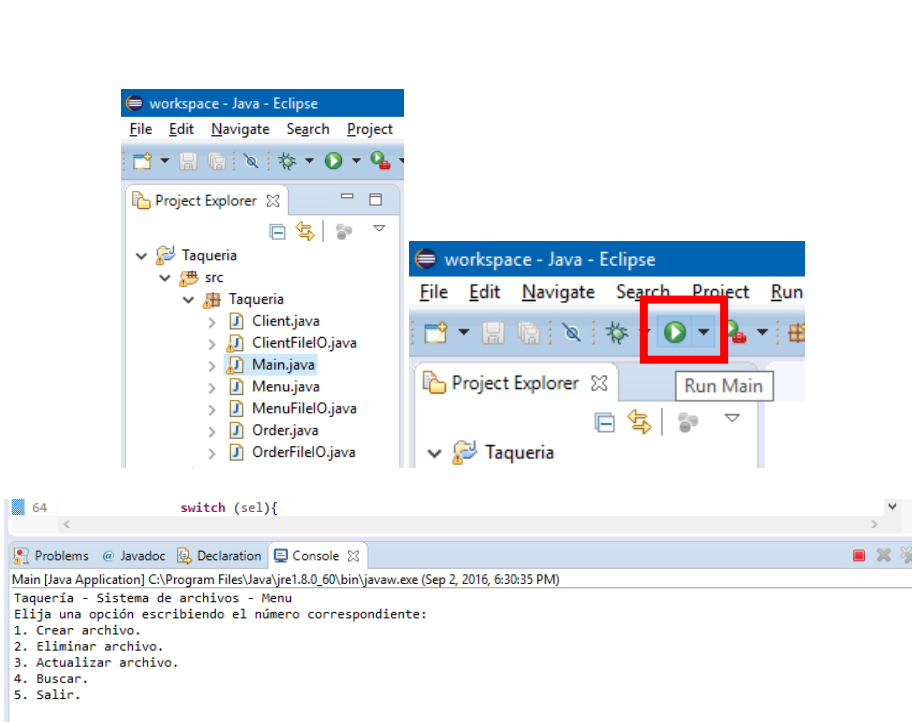 workspace - Java - Eclipse
File Edit Navigate Search Project
Project Explorer
Taqueria
src
Taqueria
Client.java
ClientFileIO.java
Main.java
Menu.java
MenuFileIO.java
Order.java
OrderFileIO.java
workspace - Java - Eclipse
File Edit Navigate Search Project Run
Project Explorer
Run Main
Taqueria
64 switch (sel){
Problems @ Javadoc Declaration Console
Main [Java Application] C:\Program Files\Java\jre1.8.0_60\bin\javaw.exe (Sep 2, 2016, 6:30:35 PM)
Taquería - Sistema de archivos - Menu
Elija una opción escribiendo el número correspondiente:
1. Crear archivo.
2. Eliminar archivo.
3. Actualizar archivo.
4. Buscar.
5. Salir.